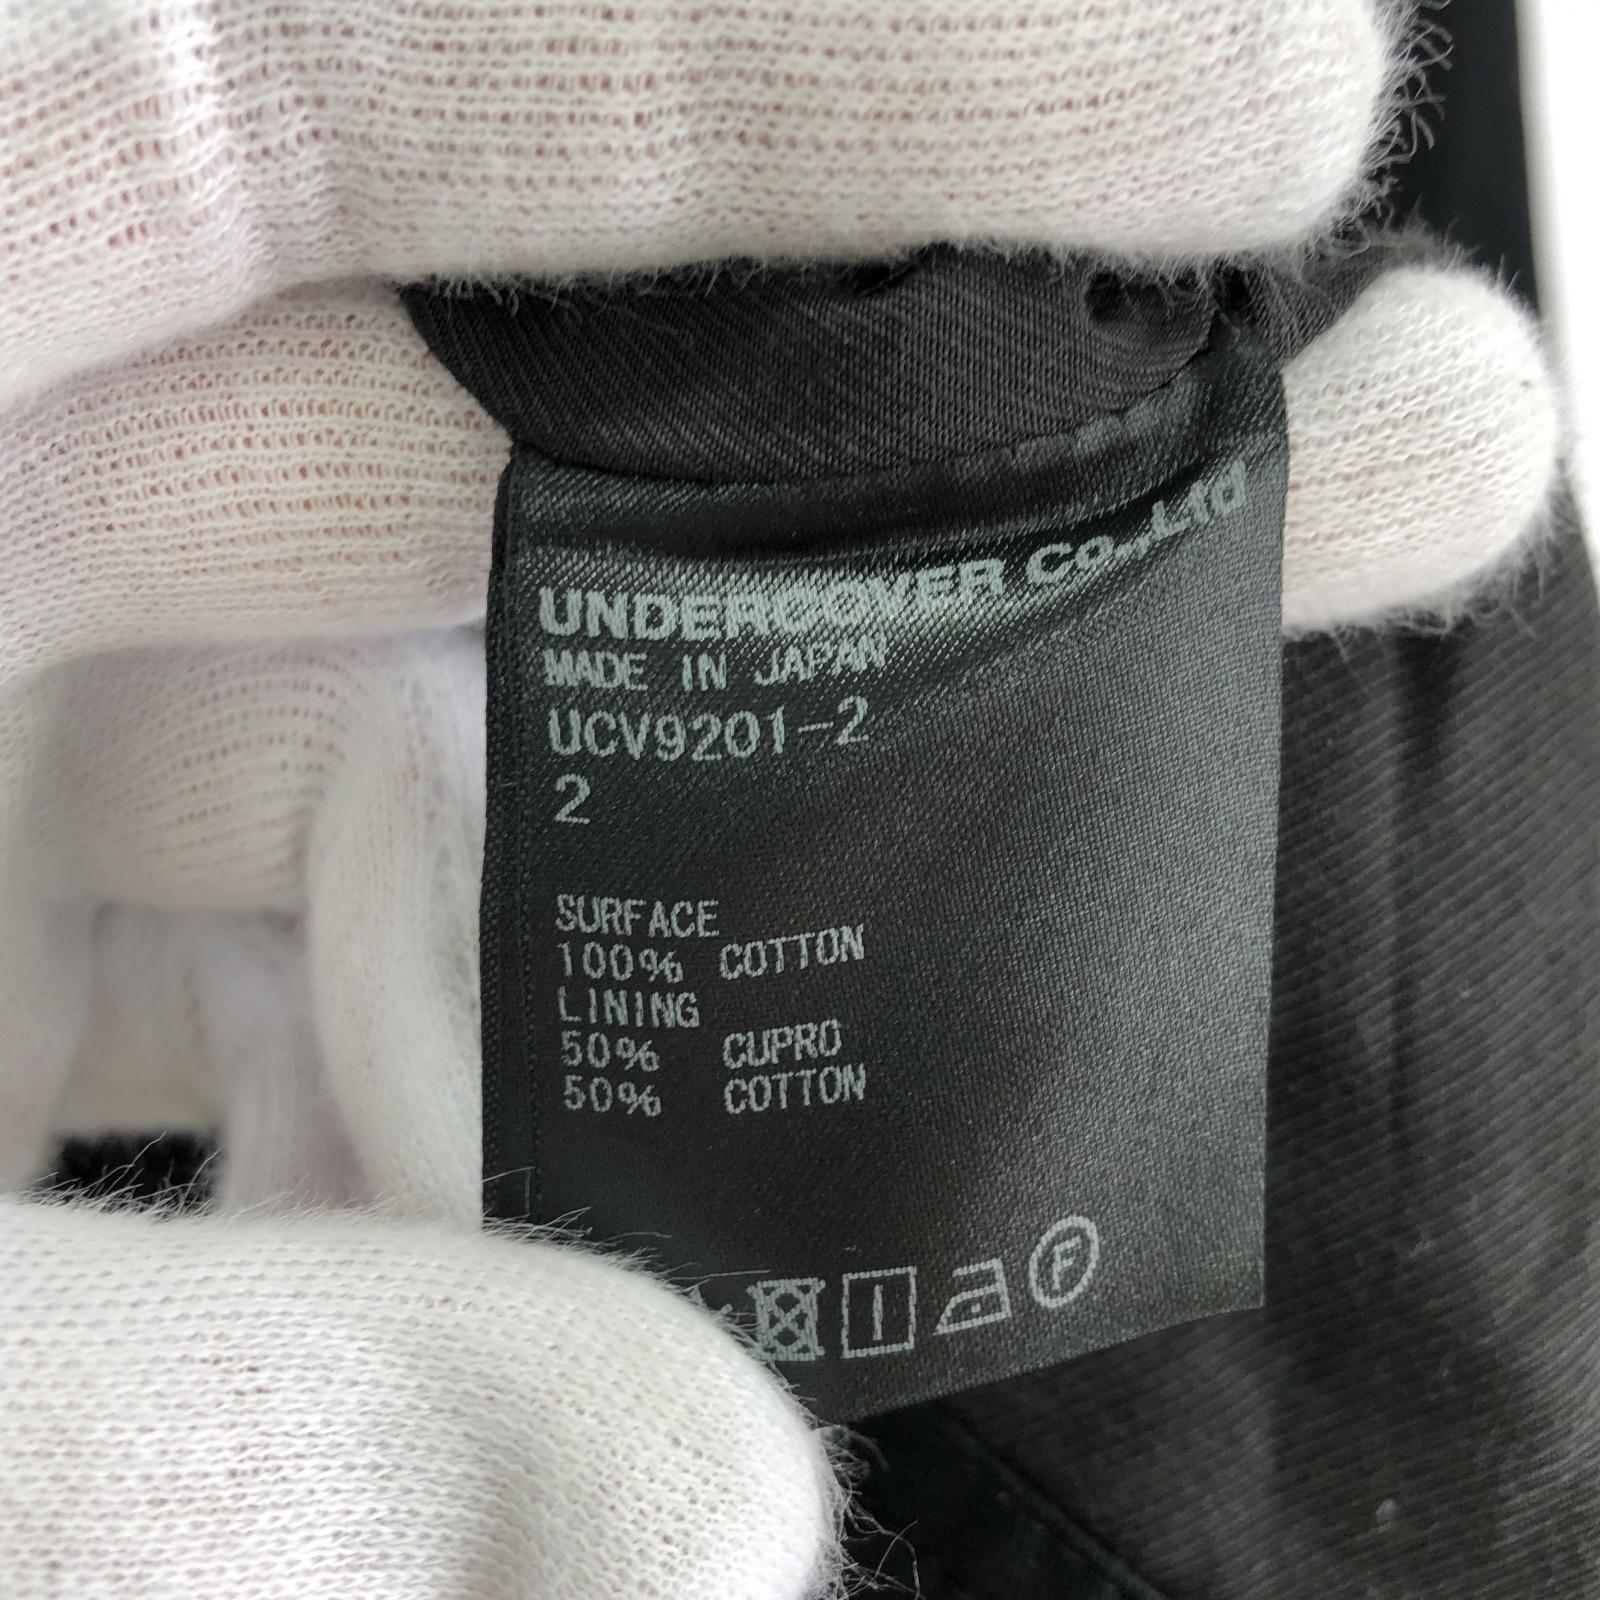 UNDERCOVER Co.,Ltd
MADE IN JAPAN
UCV9201-2
2
SURFACE
100% COTTON
LINING
50% CUPRO
50% COTTON
F